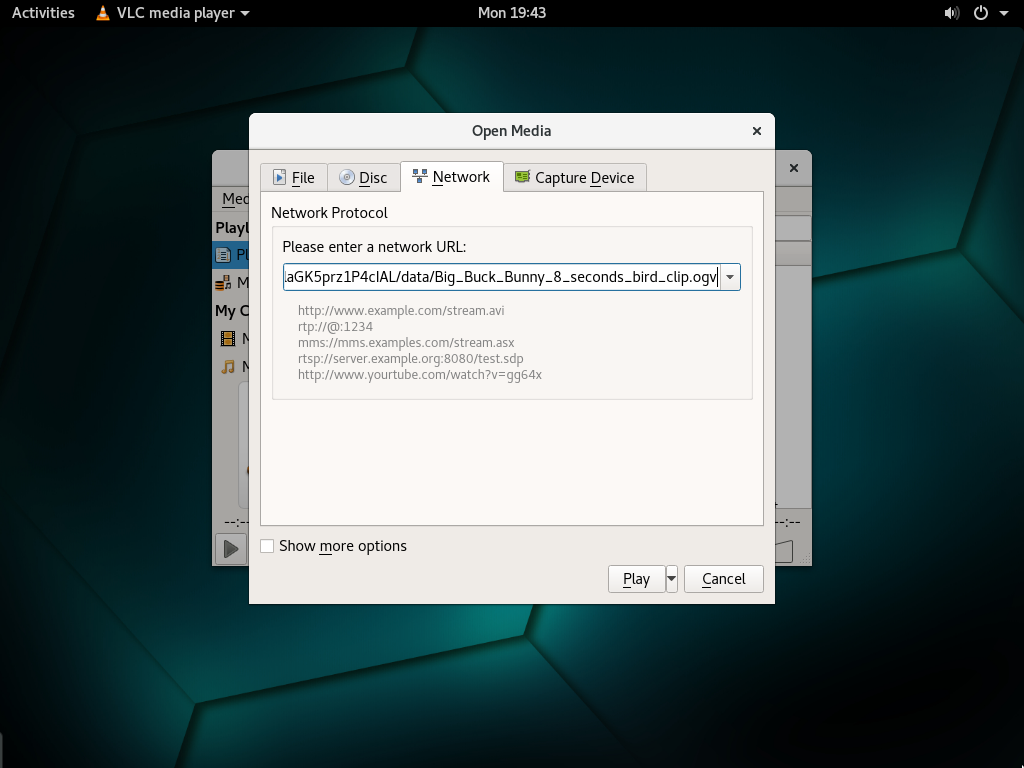 Activities VLC media player Mon 19:43
Open Media
File Disc Network Capture Device
Med
Network Protocol
Playl
Please enter a network URL:
aGK5prz1P4clAL/data/Big_Buck_Bunny_8_seconds_bird_clip.ogv
My C
http://www.example.com/stream.avi
rtp://@:1234
mms://mms.examples.com/stream.asx
rtsp://server.example.org:8080/test.sdp
http://www.yourtube.com/watch?v=gg64x
--:-- --:--
Show more options
Play Cancel